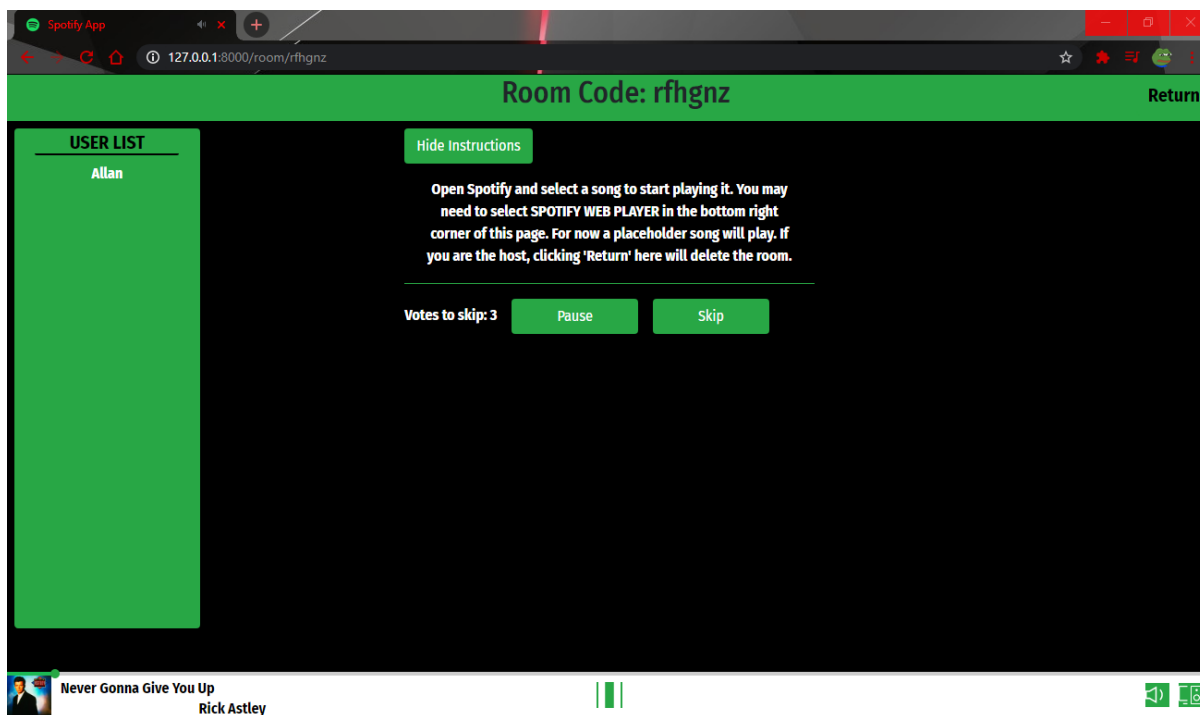 Spotify App
127.0.0.1:8000/room/rfhgnz
Room Code: rfhgnz
Return
USER LIST
Allan
Hide Instructions
Open Spotify and select a song to start playing it. You may
need to select SPOTIFY WEB PLAYER in the bottom right
corner of this page. For now a placeholder song will play. If
you are the host, clicking 'Return' here will delete the room.
Votes to skip: 3
Pause
Skip
Never Gonna Give You Up
Rick Astley